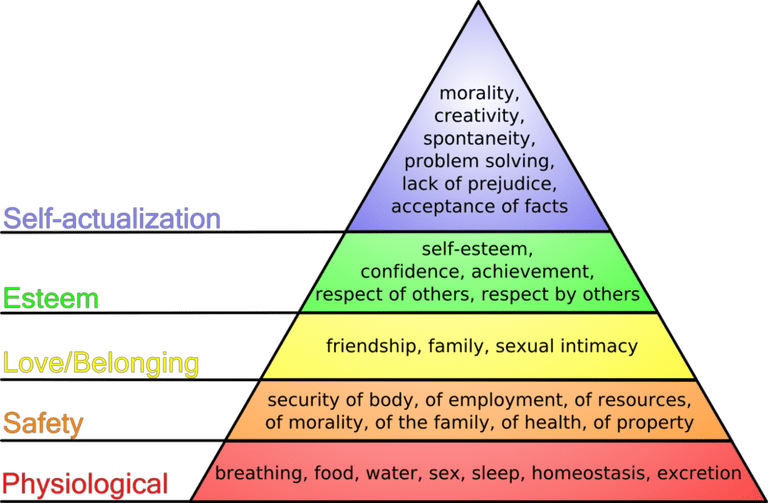 morality,
creativity,
spontaneity,
problem solving,
lack of prejudice,
acceptance of facts
Self-actualization
self-esteem,
confidence, achievement,
respect of others, respect by others
Esteem
friendship, family, sexual intimacy
Love/Belonging
security of body, of employment, of resources,
of morality, of the family, of health, of property
Safety
breathing, food, water, sex, sleep, homeostasis, excretion
Physiological